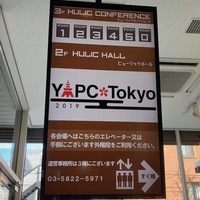 3F HULIC CONFERENCE
1 2 3 4 5 0
2F HULIC HALL
ヒューリックホール
YAPC Tokyo
2019
各会場へはこちらのエレベーター又は
手前にございます外階段をご利用ください。
運営事務所は3階にございます
03-5822-5971
すぐ横